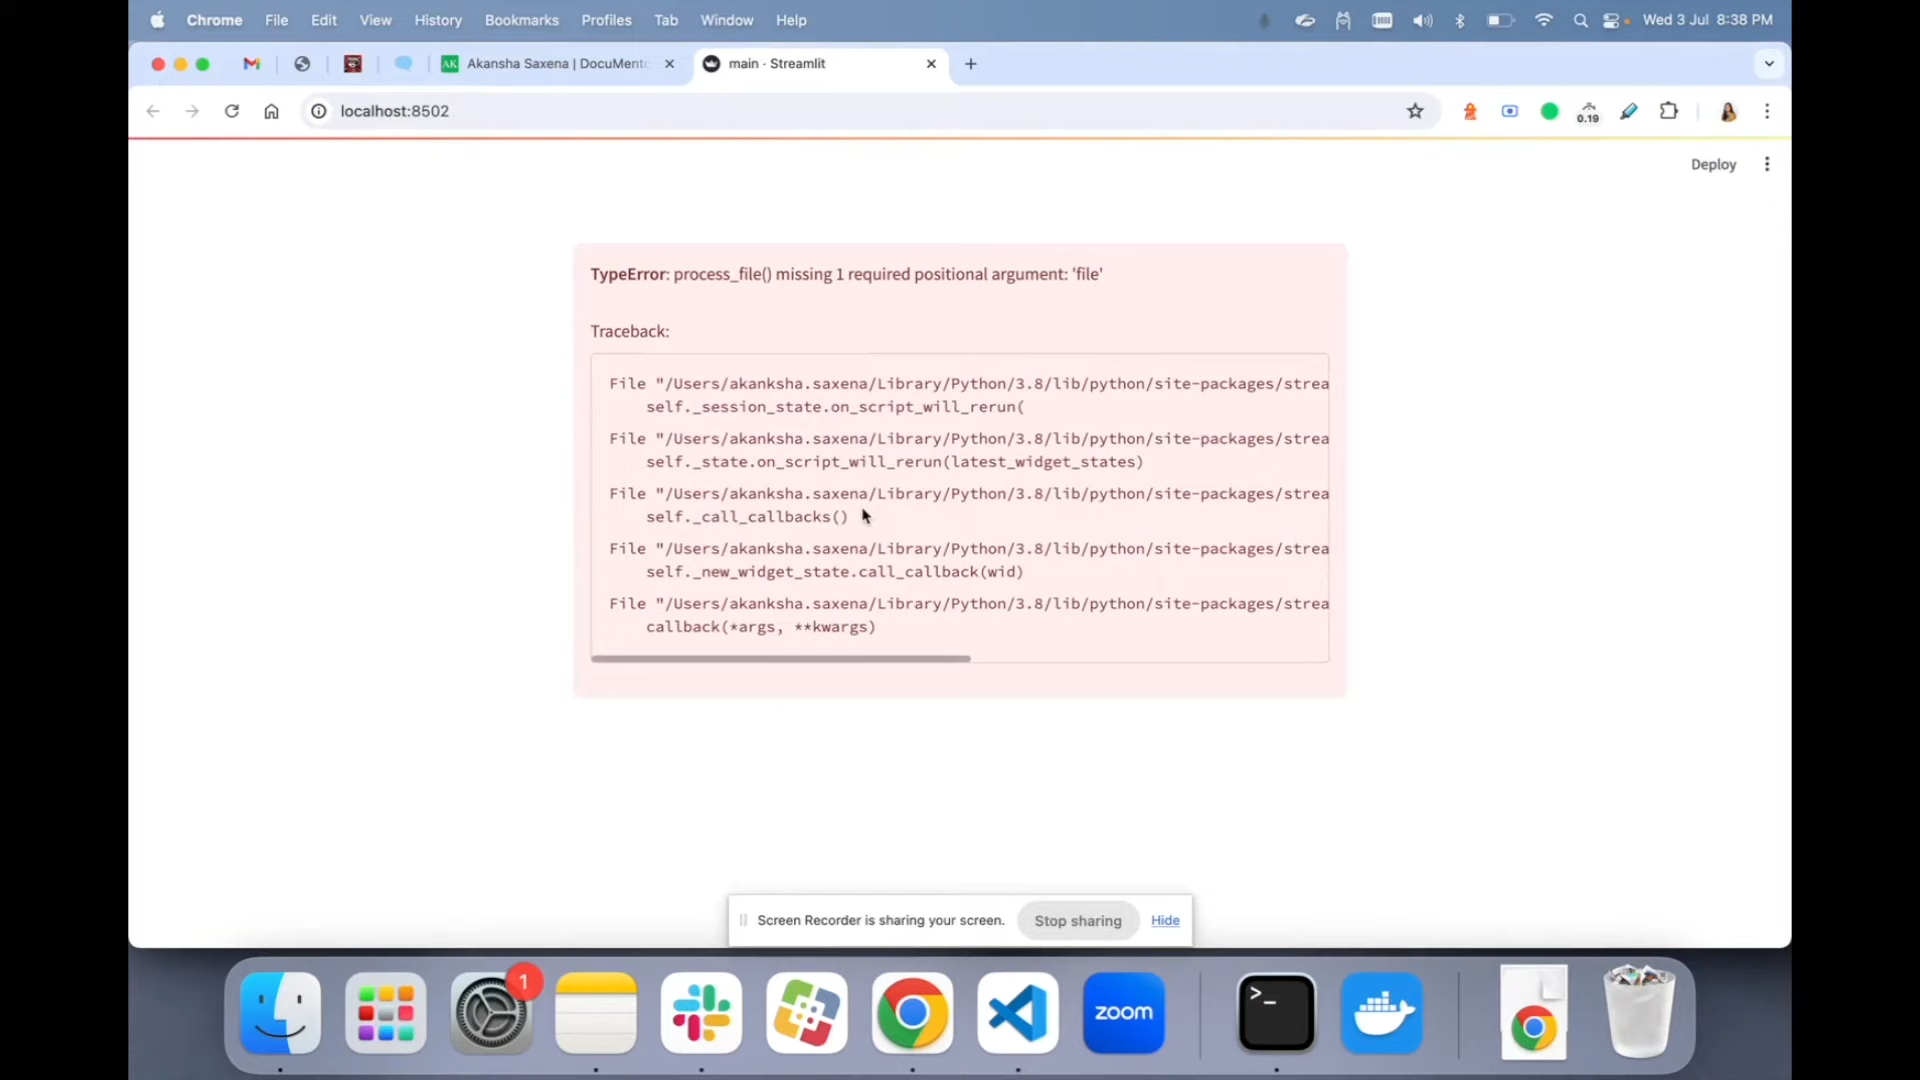 Chrome File Edit View History Bookmarks Profiles Tab Window Help Wed 3 Jul 8:38 PM
AK Akansha Saxena | DocuMent main · Streamlit
localhost:8502
0.19
Deploy
TypeError: process_file() missing 1 required positional argument: 'file'
Traceback:
File "/Users/akanksha.saxena/Library/Python/3.8/lib/python/site-packages/strea
self._session_state.on_script_will_rerun(
File "/Users/akanksha.saxena/Library/Python/3.8/lib/python/site-packages/strea
self._state.on_script_will_rerun(latest_widget_states)
File "/Users/akanksha.saxena/Library/Python/3.8/lib/python/site-packages/strea
self._call_callbacks()
File "/Users/akanksha.saxena/Library/Python/3.8/lib/python/site-packages/strea
self._new_widget_state.call_callback(wid)
File "/Users/akanksha.saxena/Library/Python/3.8/lib/python/site-packages/strea
callback(*args, **kwargs)
Screen Recorder is sharing your screen. Stop sharing Hide
1
zoom
>_